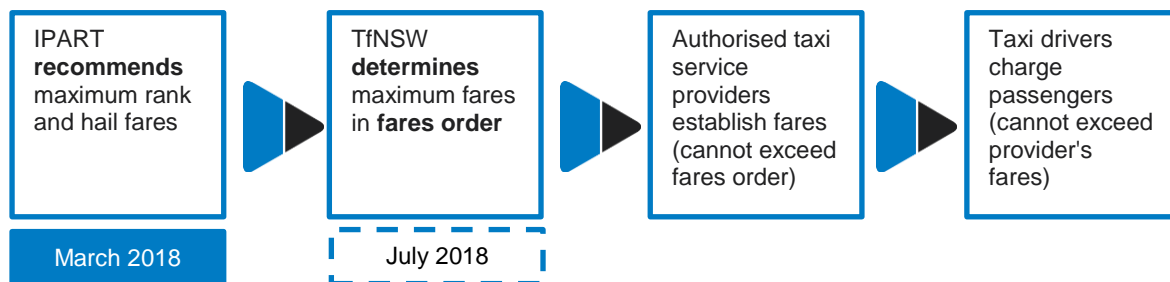 IPART
recommends
maximum rank
and hail fares
TfNSW
determines
maximum fares
in fares order
Authorised taxi
service
providers
establish fares
(cannot exceed
fares order)
Taxi drivers
charge
passengers
(cannot exceed
provider's
fares)
March 2018
July 2018